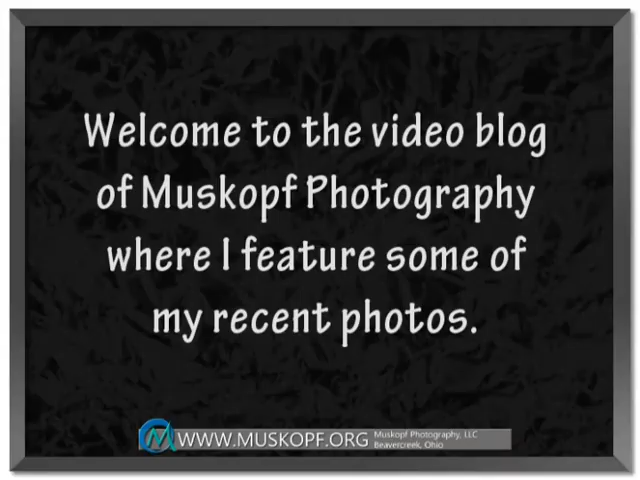 Welcome to the video blog
of Muskopf Photography
where I feature some of
my recent photos.
WWW.MUSKOPF.ORG
Muskopf Photography, LLC
Beavercreek, Ohio